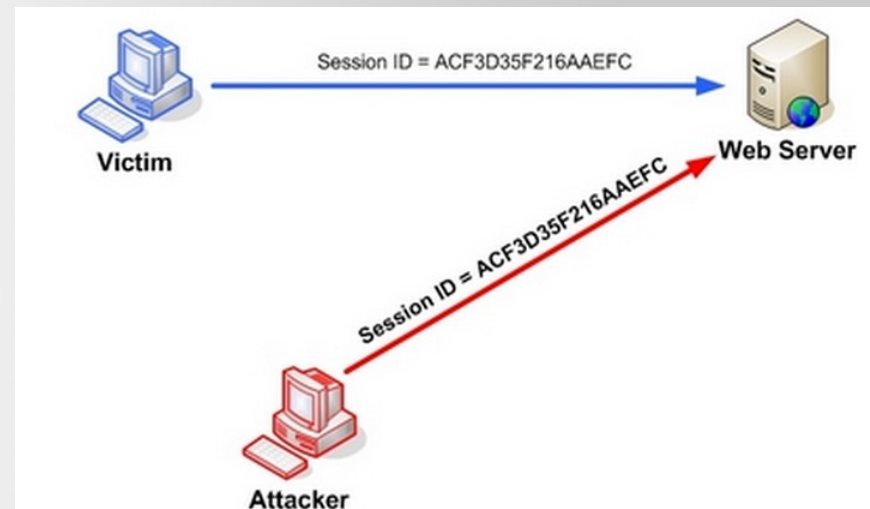 Session ID = ACF3D35F216AAEFC
Victim
Web Server
Session ID = ACF3D35F216AAEFC
Attacker